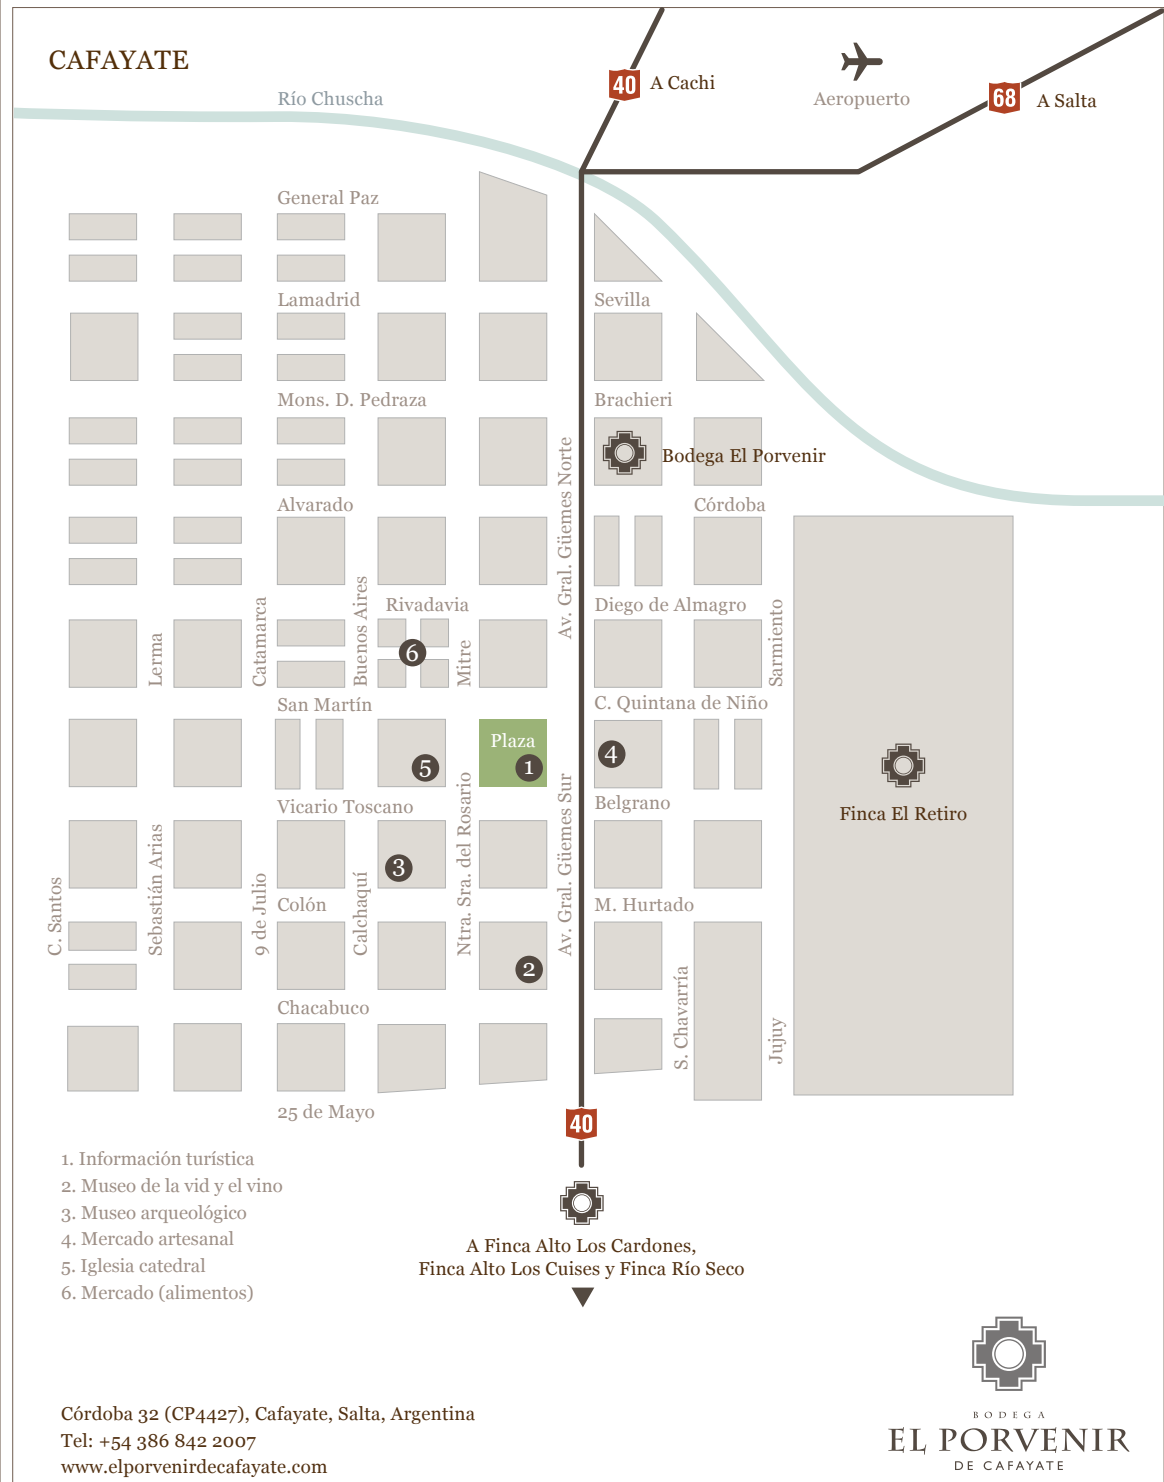 CAFAYATE
Río Chuscha
40
A Cachi
Aeropuerto
68
A Salta
General Paz
Lamadrid
Sevilla
Mons. D. Pedraza
Brachieri
Av. Gral. Güemes Norte
Bodega El Porvenir
Alvarado
Córdoba
Rivadavia
Diego de Almagro
Lerma
Catamarca
Buenos Aires
6
Mitre
Sarmiento
San Martín
C. Quintana de Niño
Plaza
5
1
4
Finca El Retiro
Vicario Toscano
Belgrano
C. Santos
Sebastián Arias
9 de Julio
Calchaquí
3
Ntra. Sra. del Rosario
Av. Gral. Güemes Sur
Colón
M. Hurtado
2
S. Chavarría
Jujuy
Chacabuco
25 de Mayo
40
1. Información turística
2. Museo de la vid y el vino
3. Museo arqueológico
4. Mercado artesanal
5. Iglesia catedral
6. Mercado (alimentos)
A Finca Alto Los Cardones,
Finca Alto Los Cuises y Finca Río Seco
Córdoba 32 (CP4427), Cafayate, Salta, Argentina
Tel: +54 386 842 2007
www.elporvenirdecafayate.com
BODEGA
EL PORVENIR
DE CAFAYATE